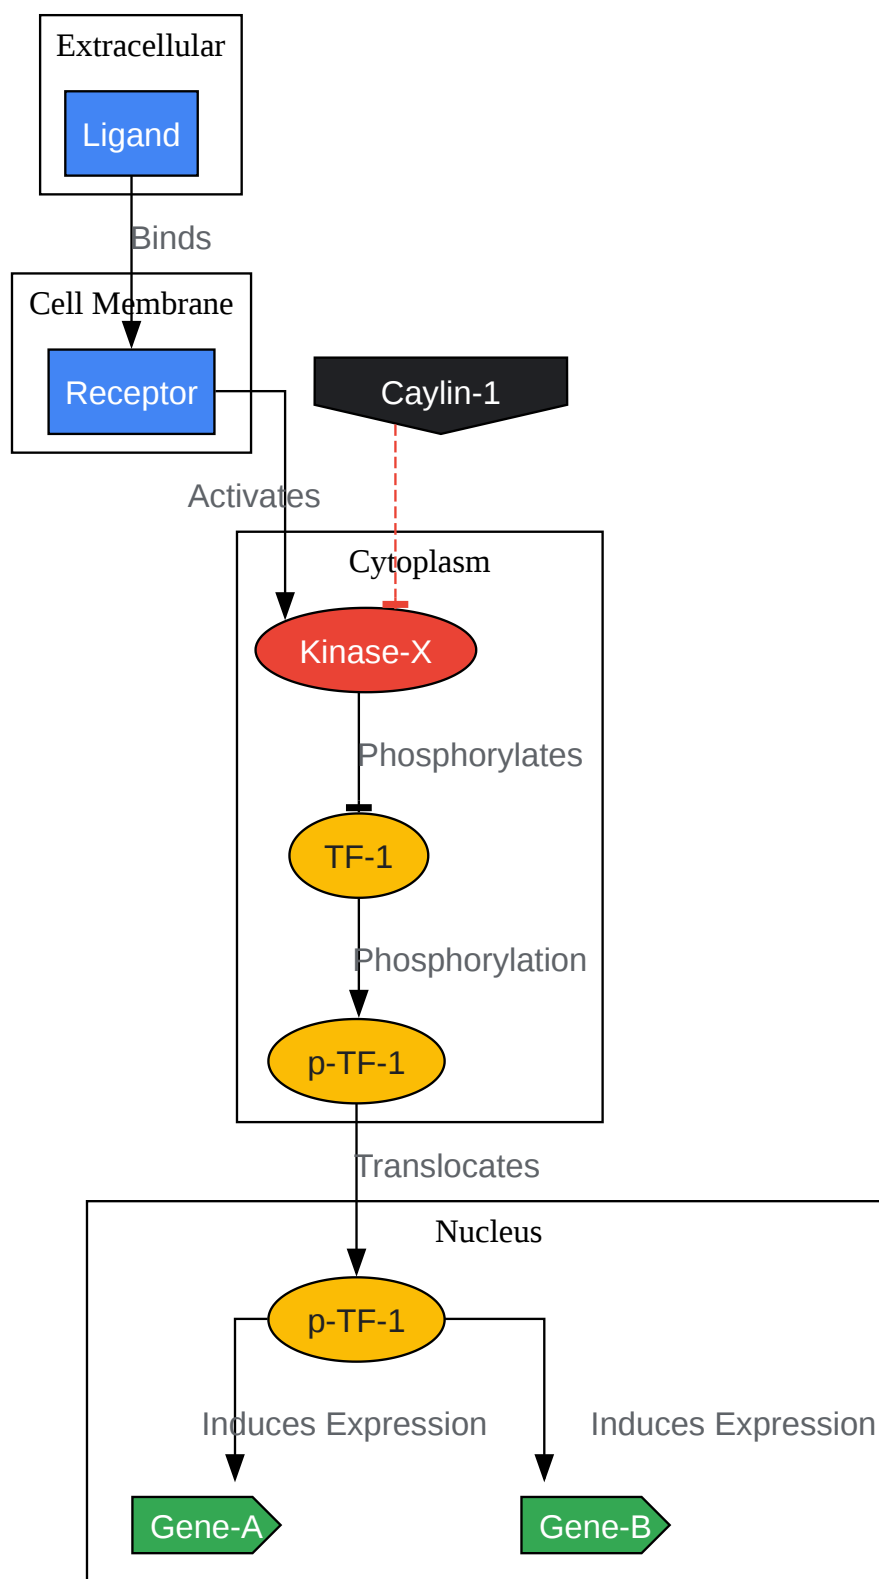 Extracellular
Ligand
Binds
Cell Membrane
Receptor
Caylin-1
Activates
Cytoplasm
Kinase-X
Phosphorylates
TF-1
Phosphorylation
p-TF-1
Translocates
Nucleus
p-TF-1
Induces Expression
Induces Expression
Gene-A
Gene-B